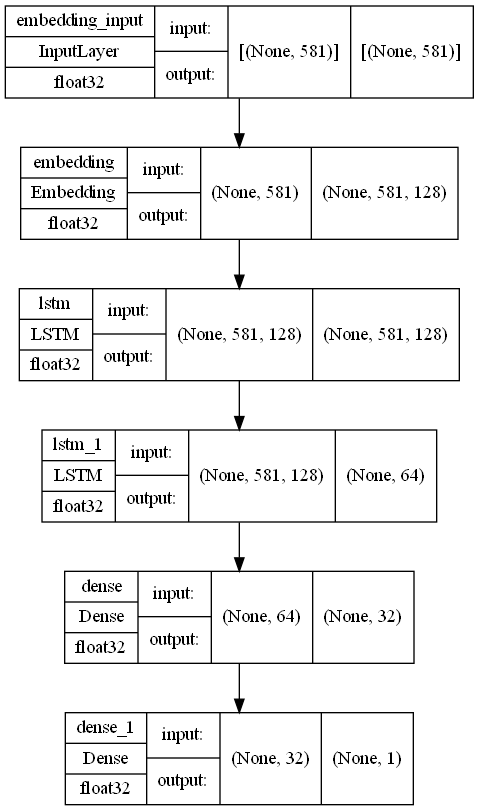 embedding_input
InputLayer
float32
input:
output:
[(None, 581)]
[(None, 581)]
embedding
Embedding
float32
input:
output:
(None, 581)
(None, 581, 128)
lstm
LSTM
float32
input:
output:
(None, 581, 128)
(None, 581, 128)
lstm_1
LSTM
float32
input:
output:
(None, 581, 128)
(None, 64)
dense
Dense
float32
input:
output:
(None, 64)
(None, 32)
dense_1
Dense
float32
input:
output:
(None, 32)
(None, 1)